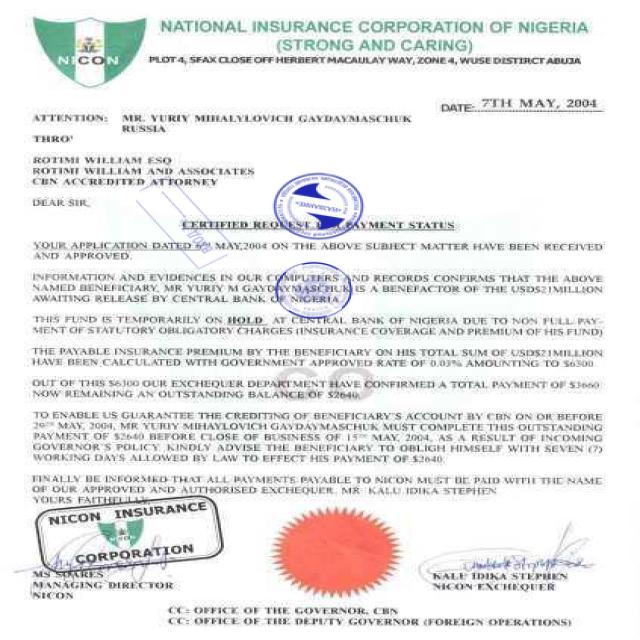 NATIONAL INSURANCE CORPORATION OF NIGERIA
(STRONG AND CARING)
PLOT 4, SFAX CLOSE OFF HERBERT MACAULAY WAY, ZONE 4, WUSE DISTIRCT ABUJA
NICON
DATE: 7TH MAY, 2004
ATTENTION: MR. YURIY MIHALYLOVICH GAYDAYMASCHUK
RUSSIA
THRO'
ROTIMI WILLIAM ESQ
ROTIMI WILLIAM AND ASSOCIATES
CBN ACCREDITED ATTORNEY
DEAR SIR,
CERTIFIED REQUEST PAYMENT STATUS
YOUR APPLICATION DATED 6TH MAY,2004 ON THE ABOVE SUBJECT MATTER HAVE BEEN RECEIVED
AND APPROVED.
INFORMATION AND EVIDENCES IN OUR COMPUTERS AND RECORDS CONFIRMS THAT THE ABOVE
NAMED BENEFICIARY, MR YURIY M GAYDAYMASCHUK IS A BENEFACTOR OF THE USD$21MILLION
AWAITING RELEASE BY CENTRAL BANK OF NIGERIA.
THIS FUND IS TEMPORARILY ON HOLD AT CENTRAL BANK OF NIGERIA DUE TO NON FULL PAY-
MENT OF STATUTORY OBLIGATORY CHARGES (INSURANCE COVERAGE AND PREMIUM OF HIS FUND)
THE PAYABLE INSURANCE PREMIUM BY THE BENEFICIARY ON HIS TOTAL SUM OF USD$21MILLION
HAVE BEEN CALCULATED WITH GOVERNMENT APPROVED RATE OF 0.03% AMOUNTING TO $6300.
OUT OF THIS $6300 OUR EXCHEQUER DEPARTMENT HAVE CONFIRMED A TOTAL PAYMENT OF $3660
NOW REMAINING AN OUTSTANDING BALANCE OF $2640.
TO ENABLE US GUARANTEE THE CREDITING OF BENEFICIARY'S ACCOUNT BY CBN ON OR BEFORE
29TH MAY, 2004, MR YURIY MIHAYLOVICH GAYDAYMASCHUK MUST COMPLETE THIS OUTSTANDING
PAYMENT OF $2640 BEFORE CLOSE OF BUSINESS OF 15TH MAY, 2004, AS A RESULT OF INCOMING
GOVERNOR'S POLICY. KINDLY ADVISE THE BENEFICIARY TO OBLIGH HIMSELF WITH SEVEN (7)
WORKING DAYS ALLOWED BY LAW TO EFFECT HIS PAYMENT OF $2640.
FINALLY BE INFORMED THAT ALL PAYMENTS PAYABLE TO NICON MUST BE PAID WITH THE NAME
OF OUR APPROVED AND AUTHORISED EXCHEQUER. MR KALU IDIKA STEPHEN
YOURS FAITHFULLY,
NICON INSURANCE
CORPORATION
MS SOARES
MANAGING DIRECTOR
NICON
KALU IDIKA STEPHEN
NICON EXCHEQUER
CC: OFFICE OF THE GOVERNOR, CBN
CC: OFFICE OF THE DEPUTY GOVERNOR (FOREIGN OPERATIONS)